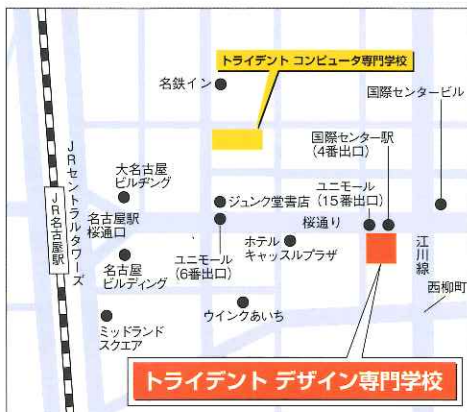 トライデント コンピュータ専門学校
名鉄イン
国際センタービル
国際センター駅
(4番出口)
JRセントラルタワーズ
JR名古屋駅
大名古屋
ビルヂング
ユニモール
(15番出口)
ジュンク堂書店
名古屋駅
桜通口
桜通り
ホテル
キャッスルプラザ
江川線
ユニモール
(6番出口)
名古屋
ビルディング
西柳町
ウインクあいち
ミッドランド
スクエア
トライデント デザイン専門学校